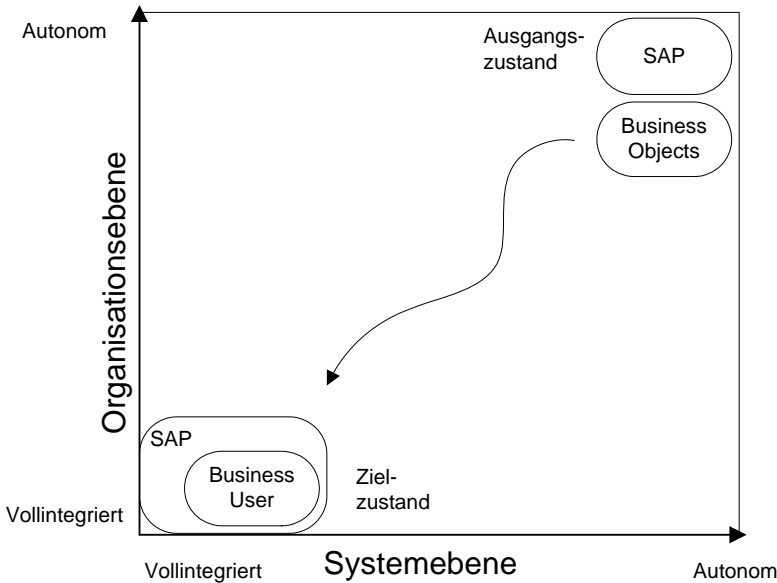 Autonom
Ausgangs-
zustand
SAP
Business
Objects
Organisationsebene
SAP
Business
User
Ziel-
zustand
Vollintegriert
Vollintegriert
Systemebene
Autonom